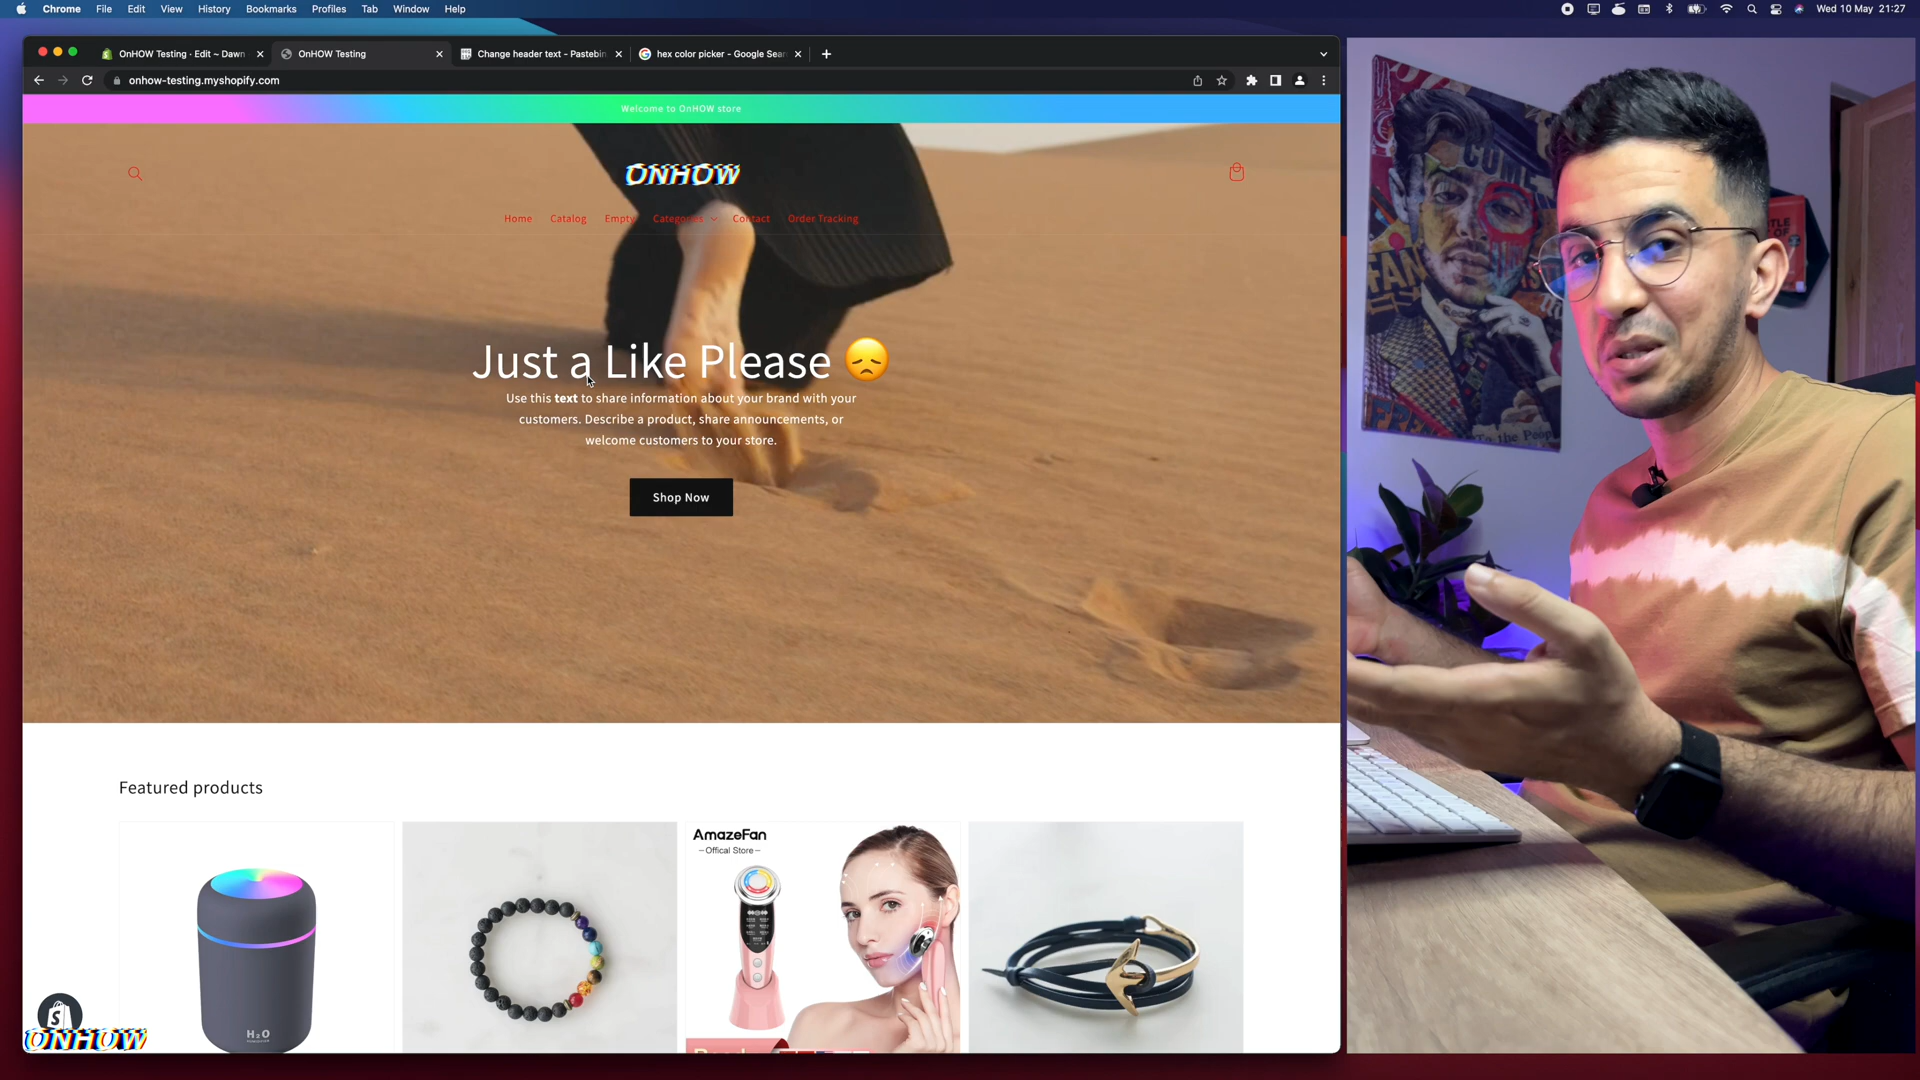 Chrome File Edit View History Bookmarks Profiles Tab Window Help
Wed 10 May 21:27
OnHOW Testing · Edit ~ Dawn
OnHOW Testing
Change header text - Pastebin
hex color picker - Google Sear
onhow-testing.myshopify.com
Welcome to OnHOW store
ONHOW
Home Catalog Empty Categories Contact Order Tracking
Just a Like Please 😞
Use this text to share information about your brand with your
customers. Describe a product, share announcements, or
welcome customers to your store.
Shop Now
Featured products
H₂O
AmazeFan
—Offical Store—
ONHOW
To the People